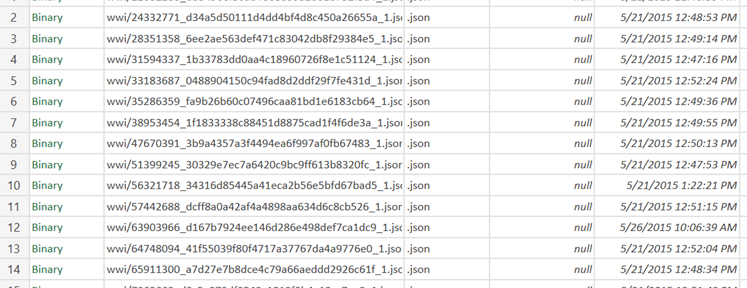 2 Binary wwi/24332771_d34a5d50111d4dd4bf4d8c450a26655a_1.jsc .json null 5/21/2015 12:48:53 PM
3 Binary wwi/28351358_6ee2ae563def471c83042db8f29384e5_1.jsc .json null 5/21/2015 12:49:14 PM
4 Binary wwi/31594337_1b33783dd0aa4c18960726f8e1c51124_1.jsc .json null 5/21/2015 12:47:16 PM
5 Binary wwi/33183687_0488904150c94fad8d2ddf29f7fe431d_1.jsor .json null 5/21/2015 12:52:24 PM
6 Binary wwi/35286359_fa9b26b60c07496caa81bd1e6183cb64_1.jsc .json null 5/21/2015 12:49:36 PM
7 Binary wwi/38953454_1f1833338c88451d8875cad1f4f6de3a_1.json .json null 5/21/2015 12:49:55 PM
8 Binary wwi/47670391_3b9a4357a3f4494ea6f997af0fb67483_1.json .json null 5/21/2015 12:50:13 PM
9 Binary wwi/51399245_30329e7ec7a6420c9bc9ff613b8320fc_1.json .json null 5/21/2015 12:47:53 PM
10 Binary wwi/56321718_34316d85445a41eca2b56e5bfd67bad5_1.jsc .json null 5/21/2015 1:22:21 PM
11 Binary wwi/57442688_dcff8a0a42af4a4898aa634d6c8cb526_1.json .json null 5/21/2015 12:51:15 PM
12 Binary wwi/63903966_d167b7924ee146d286e498def7ca1dc9_1.jsc .json null 5/26/2015 10:06:39 AM
13 Binary wwi/64748094_41f55039f80f4717a37767da4a9776e0_1.jso .json null 5/21/2015 12:52:04 PM
14 Binary wwi/65911300_a7d27e7b8dce4c79a66aeddd2926c61f_1.jsc .json null 5/21/2015 12:48:34 PM